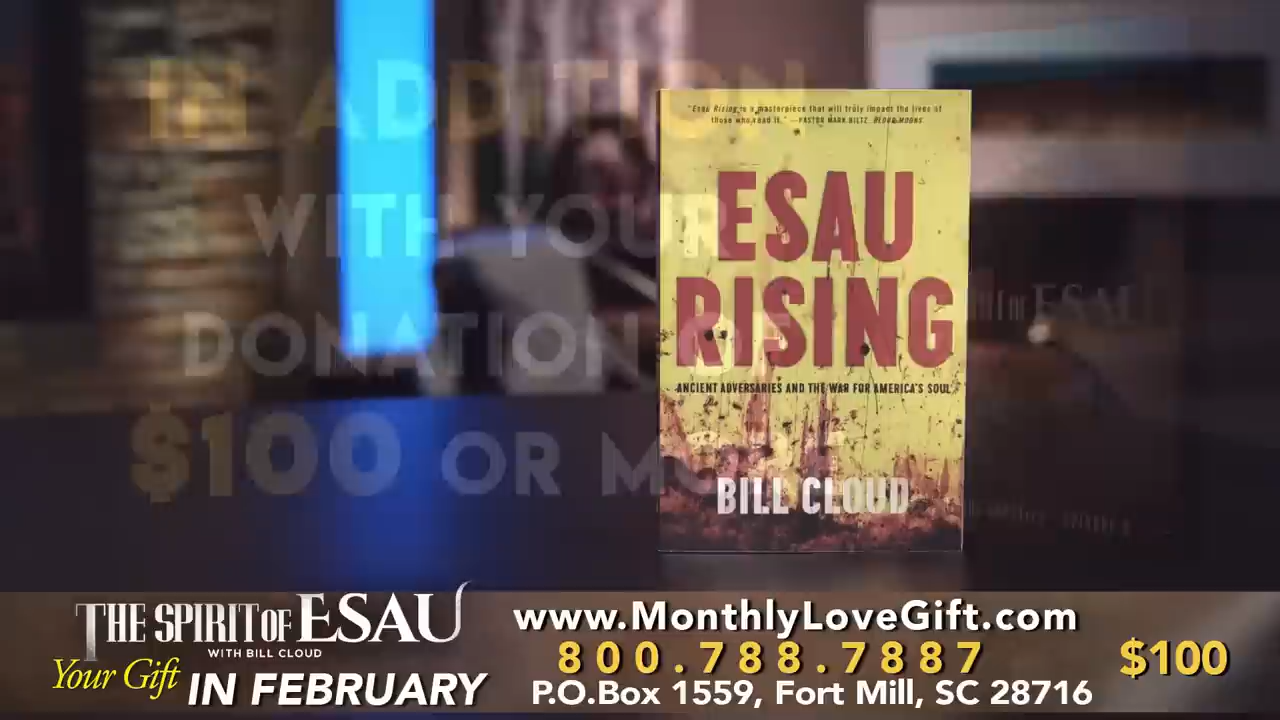 IN ADDITION
WITH YOUR
DONATION OF
$100 OR MORE
"Esau Rising is a masterpiece that will truly impact the lives of
those who read it." —PASTOR MARK BILTZ, BLOOD MOONS
ESAU
RISING
ANCIENT ADVERSARIES AND THE WAR FOR AMERICA'S SOUL
BILL CLOUD
THE SPIRIT OF ESAU
WITH BILL CLOUD
Your Gift IN FEBRUARY
www.MonthlyLoveGift.com
800.788.7887
P.O.Box 1559, Fort Mill, SC 28716
$100